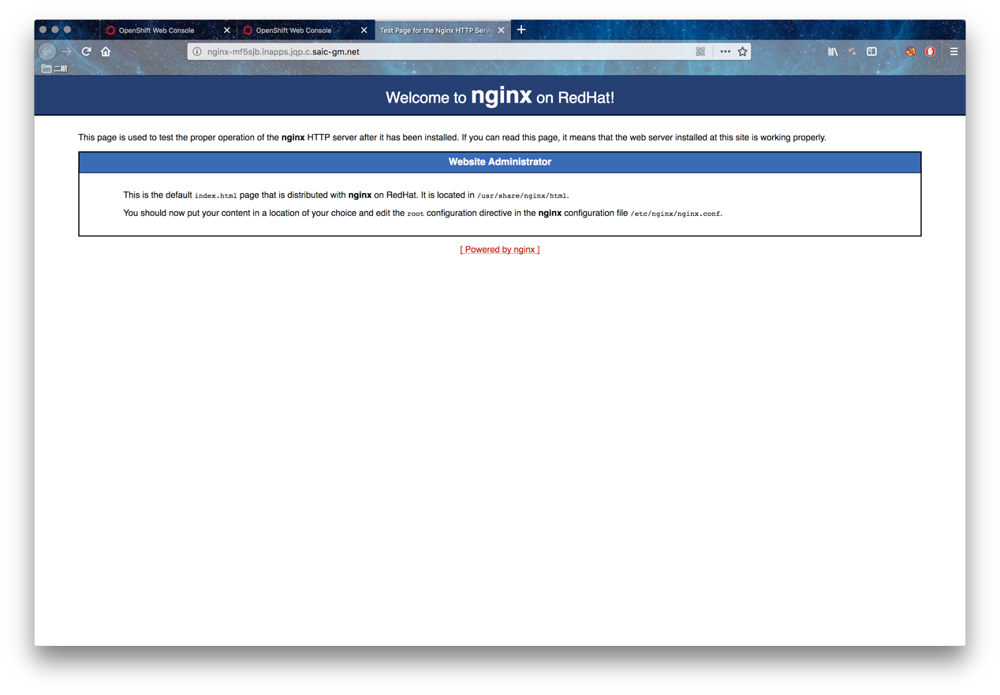 OpenShift Web Console
OpenShift Web Console
Test Page for the Nginx HTTP Serv
nginx-mf5sjb.inapps.jqp.c.saic-gm.net
二期
Welcome to nginx on RedHat!
This page is used to test the proper operation of the nginx HTTP server after it has been installed. If you can read this page, it means that the web server installed at this site is working properly.
Website Administrator
This is the default index.html page that is distributed with nginx on RedHat. It is located in /usr/share/nginx/html.
You should now put your content in a location of your choice and edit the root configuration directive in the nginx configuration file /etc/nginx/nginx.conf.
[ Powered by nginx ]